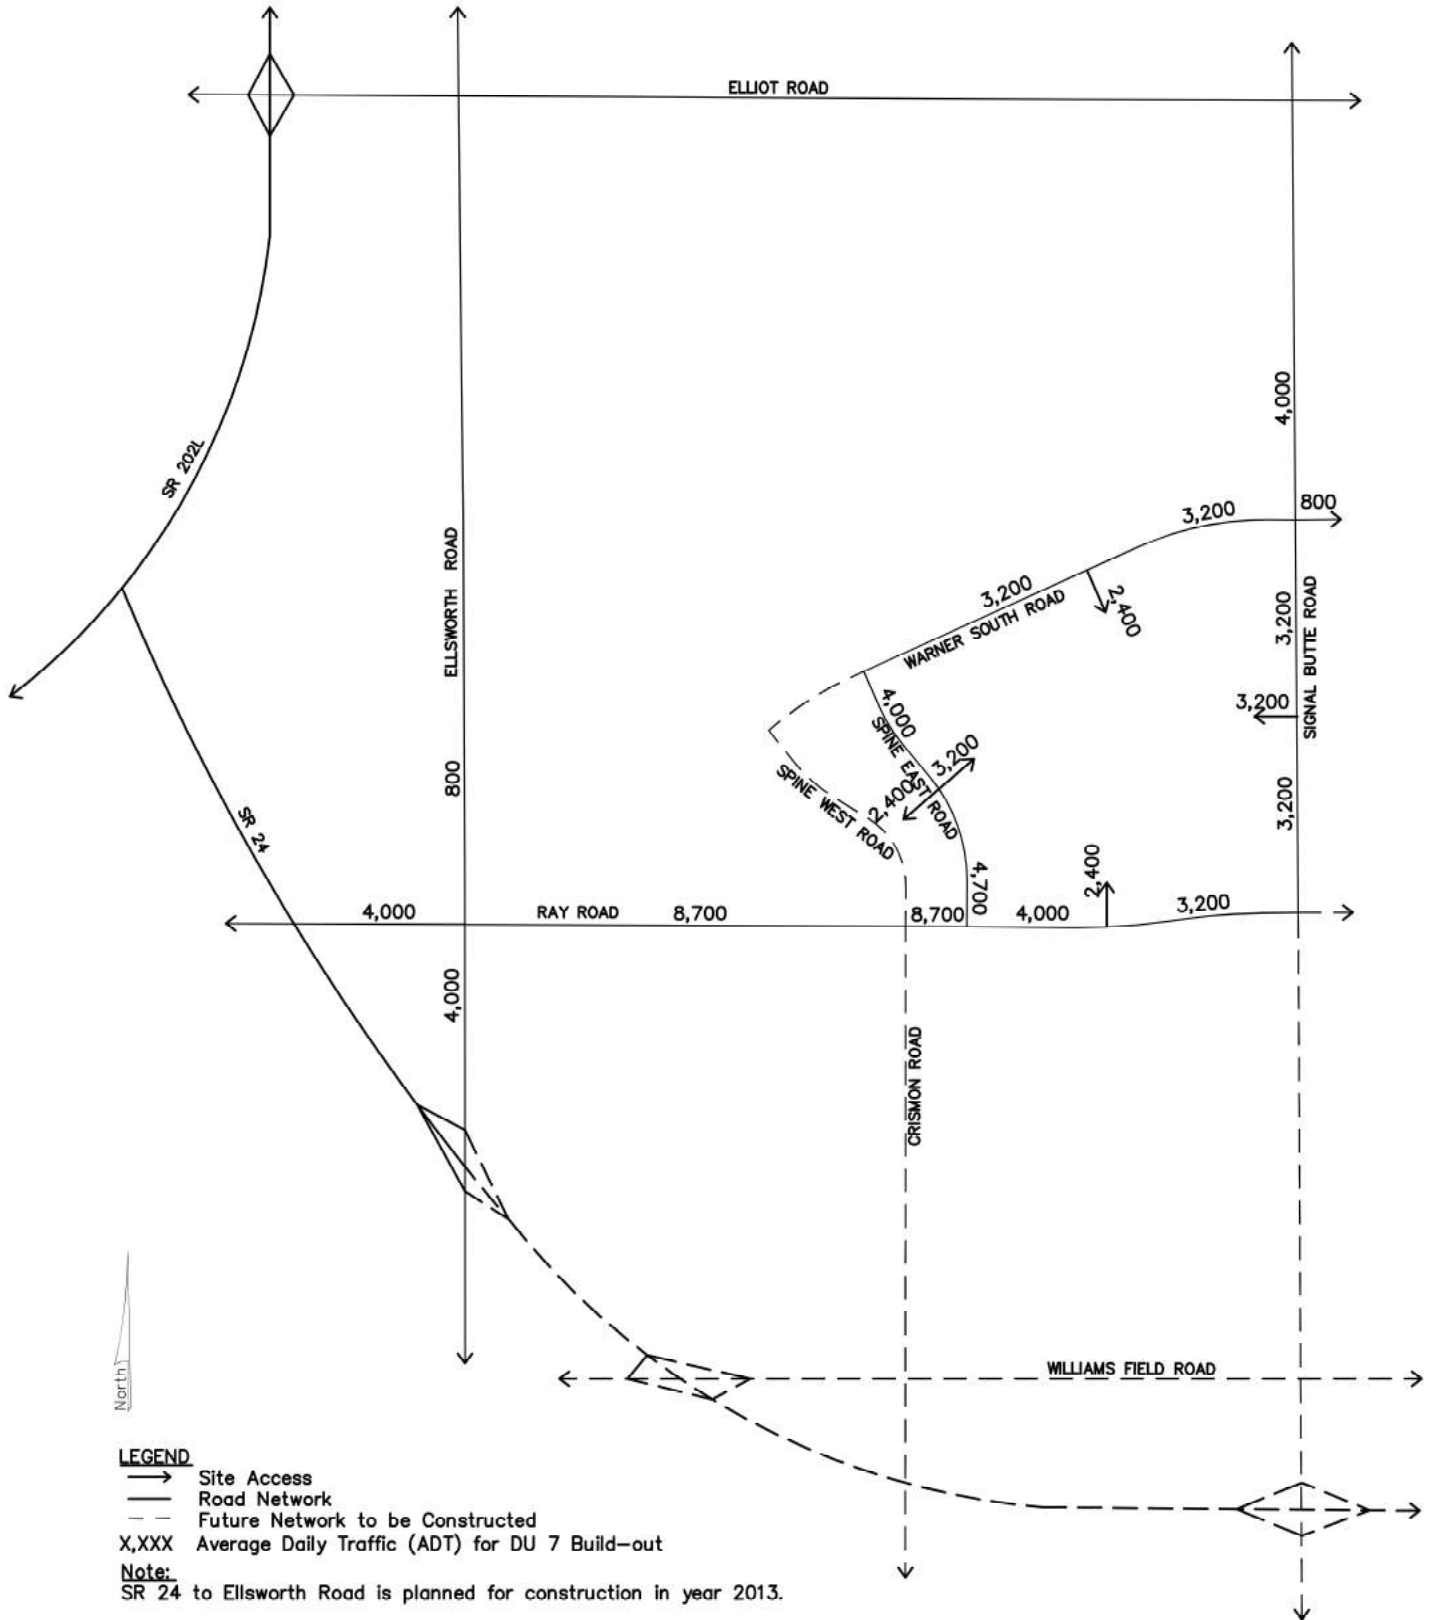 ELLIOT ROAD
4,000
SR 202L
800
3,200
ELLSWORTH ROAD
3,200
2,400
WARNER SOUTH ROAD
3,200
SIGNAL BUTTE ROAD
3,200
4,000
SPINE EAST ROAD
3,200
800
SPINE WEST ROAD
2,400
3,200
SR 24
2,400
4,700
4,000
RAY ROAD
8,700
8,700
4,000
3,200
4,000
CRISMON ROAD
WILLIAMS FIELD ROAD
North
LEGEND
Site Access
Road Network
Future Network to be Constructed
X,XXX Average Daily Traffic (ADT) for DU 7 Build-out
Note:
SR 24 to Ellsworth Road is planned for construction in year 2013.